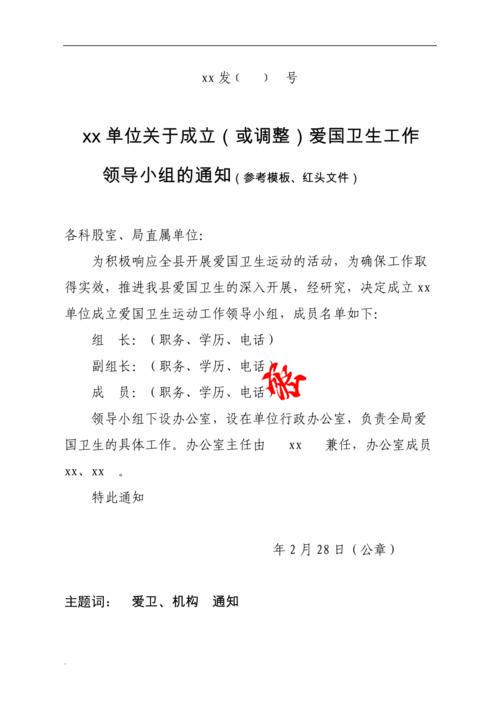 xx发（  ）  号
xx单位关于成立（或调整）爱国卫生工作
领导小组的通知（参考模板、红头文件）
各科股室、局直属单位：
为积极响应全县开展爱国卫生运动的活动，为确保工作取
得实效，推进我县爱国卫生的深入开展，经研究，决定成立xx
单位成立爱国卫生运动工作领导小组，成员名单如下：
组  长：（职务、学历、电话）
副组长：（职务、学历、电话）
成  员：（职务、学历、电话）
领导小组下设办公室，设在单位行政办公室，负责全局爱
国卫生的具体工作。办公室主任由  xx  兼任，办公室成员
xx、xx  。
特此通知
年2月28日（公章）
主题词：  爱卫、机构  通知